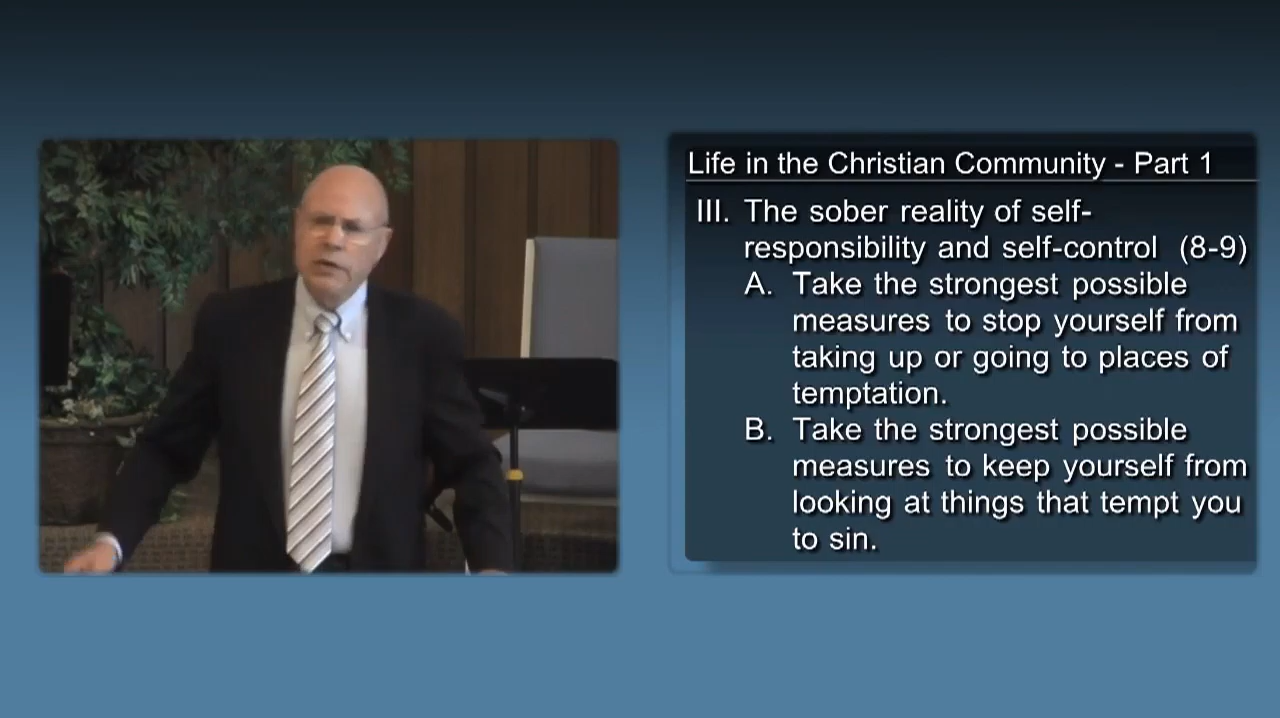 Life in the Christian Community - Part 1
III. The sober reality of self-
responsibility and self-control (8-9)
A. Take the strongest possible
measures to stop yourself from
taking up or going to places of
temptation.
B. Take the strongest possible
measures to keep yourself from
looking at things that tempt you
to sin.